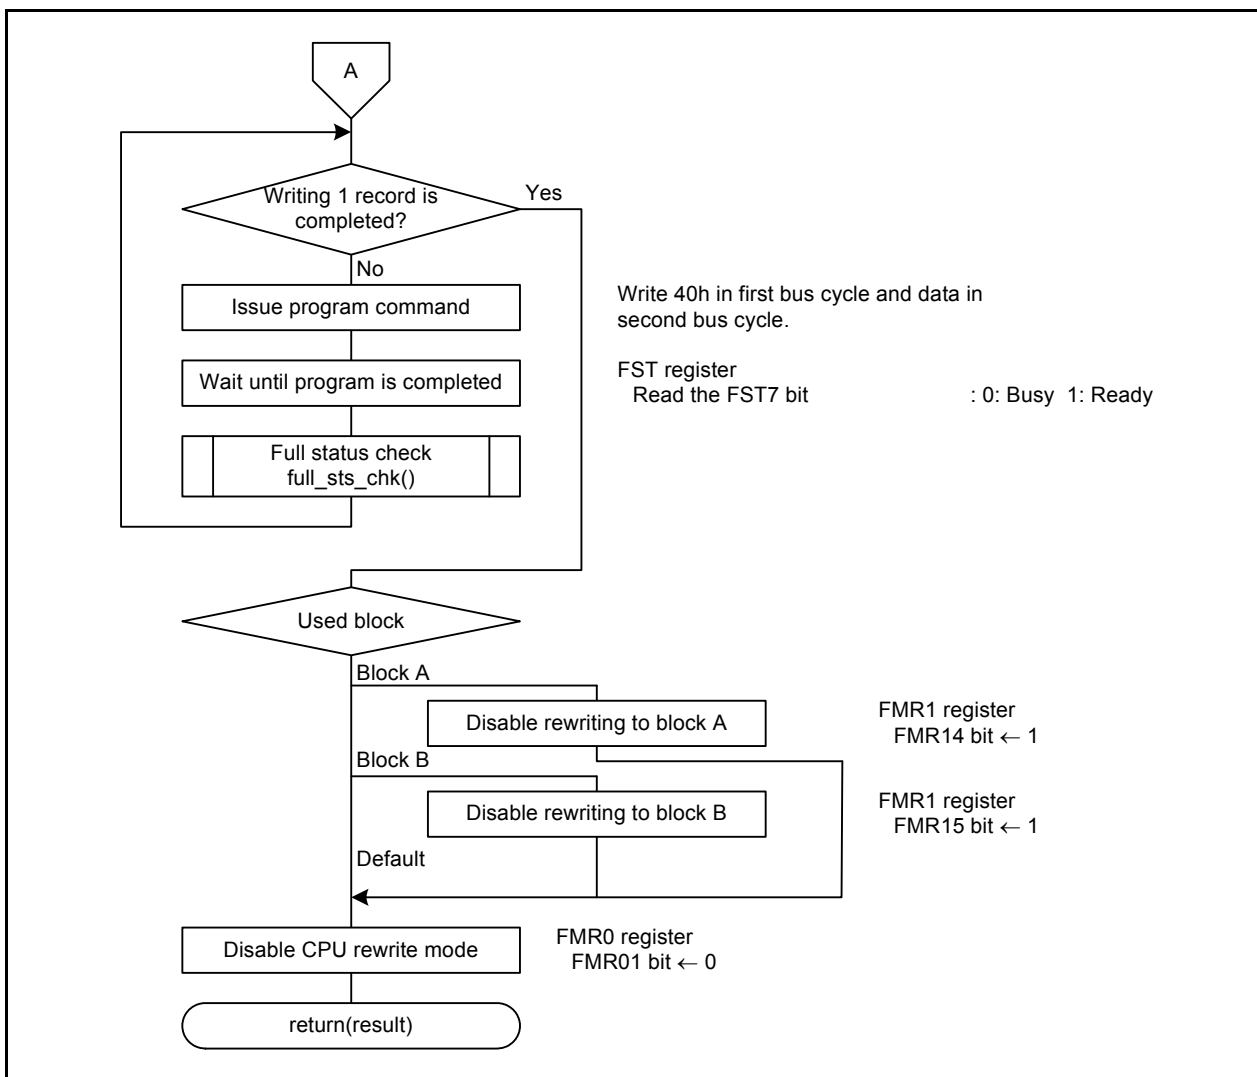 A
Writing 1 record is
completed?
Yes
No
Issue program command
Write 40h in first bus cycle and data in
second bus cycle.
Wait until program is completed
FST register
Read the FST7 bit : 0: Busy 1: Ready
Full status check
full_sts_chk()
Used block
Block A
Disable rewriting to block A
FMR1 register
FMR14 bit ← 1
Block B
Disable rewriting to block B
FMR1 register
FMR15 bit ← 1
Default
Disable CPU rewrite mode
FMR0 register
FMR01 bit ← 0
return(result)